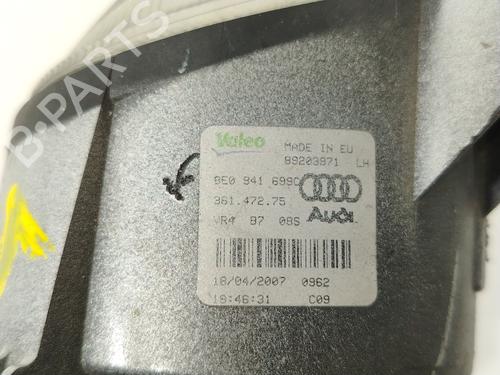 B-PARTS
Valeo
MADE IN EU
89203971 LH
8E0 941 699C
361.472.75
VR4 B7 08S
Audi
18/04/2007 0962
19:46:31 C09